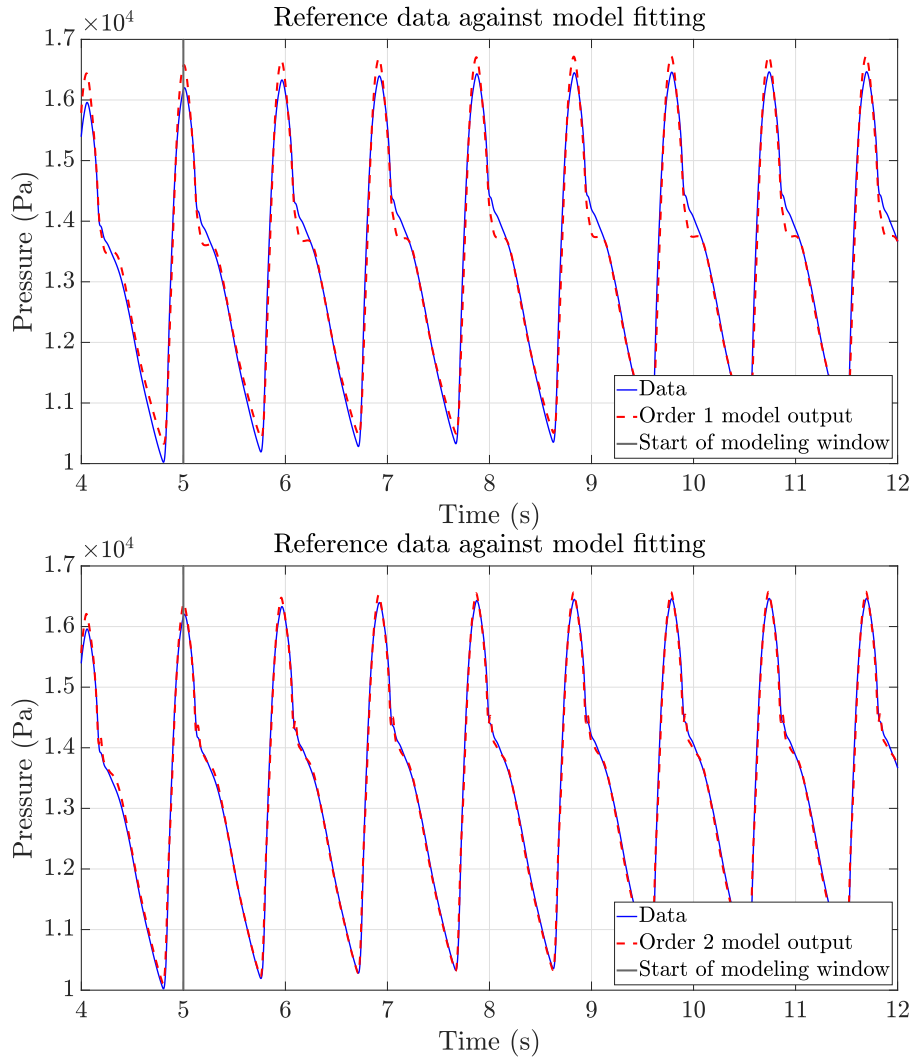 Reference data against model fitting
×10⁴
1.7
1.6
1.5
1.4
1.3
1.2
1.1
1
Pressure (Pa)
Data
Order 1 model output
Start of modeling window
4 5 6 7 8 9 10 11 12
Time (s)
Reference data against model fitting
×10⁴
1.7
1.6
1.5
1.4
1.3
1.2
1.1
1
Pressure (Pa)
Data
Order 2 model output
Start of modeling window
4 5 6 7 8 9 10 11 12
Time (s)